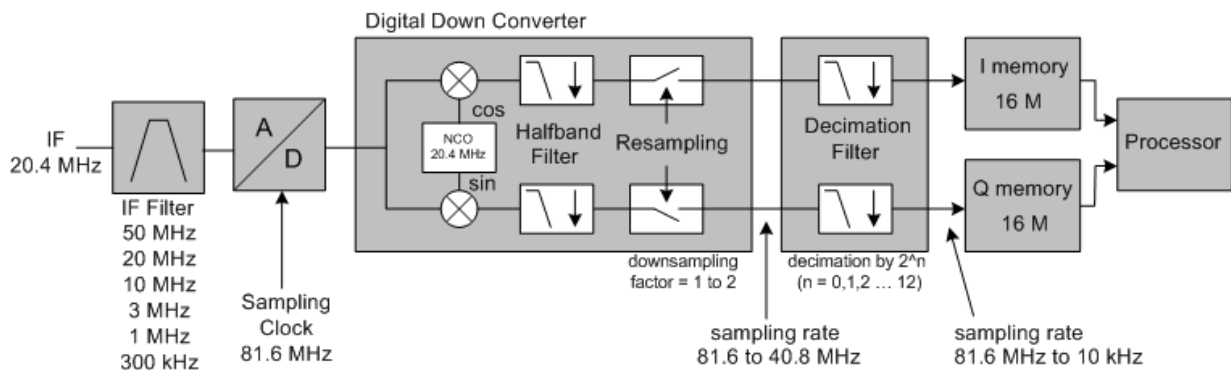 Digital Down Converter
IF
20.4 MHz
IF Filter
50 MHz
20 MHz
10 MHz
3 MHz
1 MHz
300 kHz
A
D
Sampling
Clock
81.6 MHz
cos
NCO
20.4 MHz
sin
Halfband
Filter
Resampling
downsampling
factor = 1 to 2
sampling rate
81.6 to 40.8 MHz
Decimation
Filter
decimation by 2^n
(n = 0,1,2 ... 12)
sampling rate
81.6 MHz to 10 kHz
I memory
16 M
Q memory
16 M
Processor